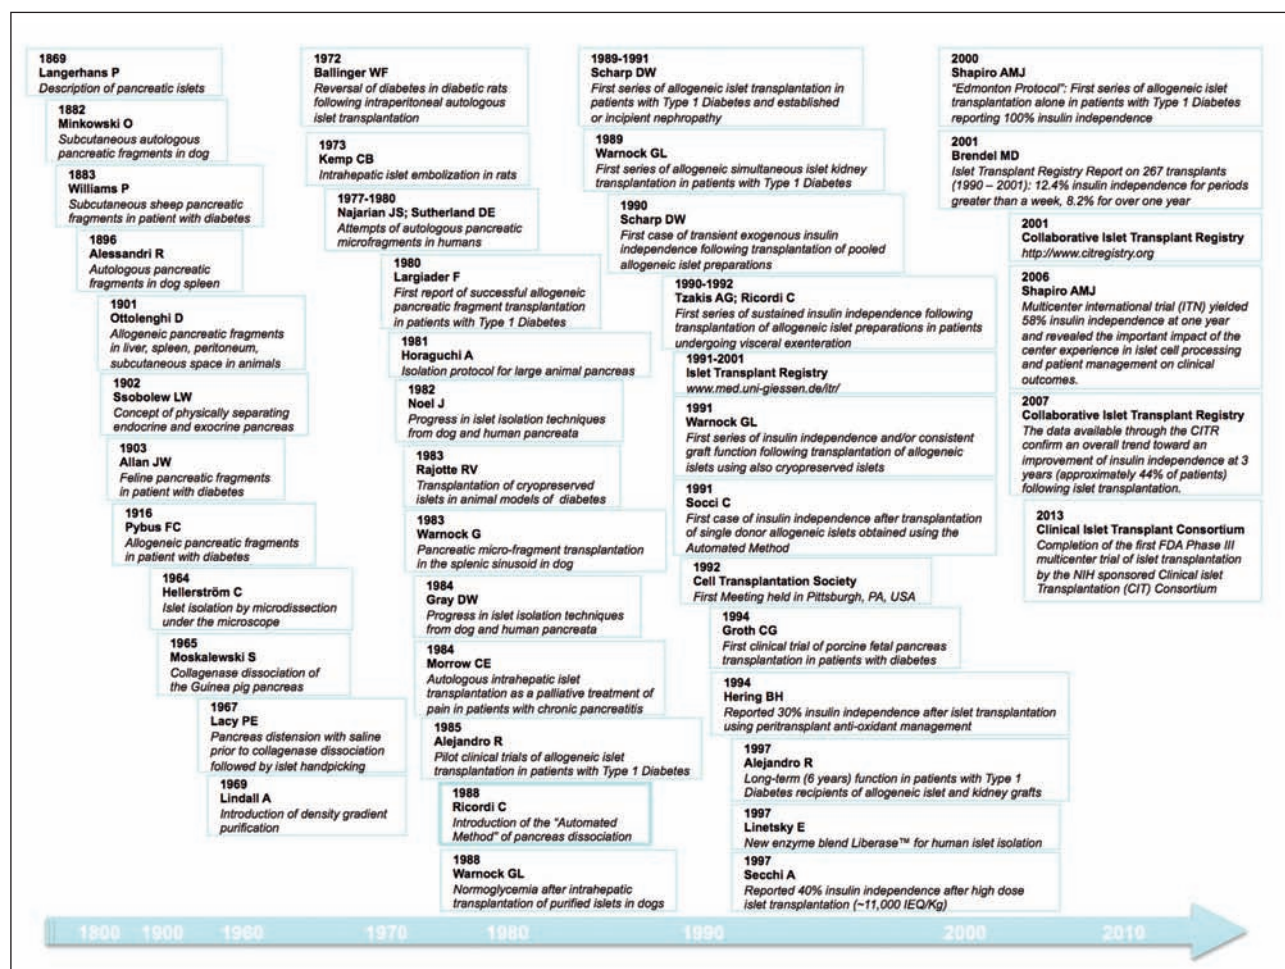 1869
Langerhans P
Description of pancreatic islets
1882
Minkowski O
Subcutaneous autologous
pancreatic fragments in dog
1883
Williams P
Subcutaneous sheep pancreatic
fragments in patient with diabetes
1896
Alessandri R
Autologous pancreatic
fragments in dog spleen
1901
Ottolenghi D
Allogeneic pancreatic fragments
in liver, spleen, peritoneum,
subcutaneous space in animals
1902
Ssobolew LW
Concept of physically separating
endocrine and exocrine pancreas
1903
Allan JW
Feline pancreatic fragments
in patient with diabetes
1916
Pybus FC
Allogeneic pancreatic fragments
in patient with diabetes
1964
Hellerström C
Islet isolation by microdissection
under the microscope
1965
Moskalewski S
Collagenase dissociation of
the Guinea pig pancreas
1967
Lacy PE
Pancreas distension with saline
prior to collagenase dissociation
followed by islet handpicking
1969
Lindall A
Introduction of density gradient
purification
1972
Ballinger WF
Reversal of diabetes in diabetic rats
following intraperitoneal autologous
islet transplantation
1973
Kemp CB
Intrahepatic islet embolization in rats
1977-1980
Najarian JS; Sutherland DE
Attempts of autologous pancreatic
microfragments in humans
1980
Largiader F
First report of successful allogeneic
pancreatic fragment transplantation
in patients with Type 1 Diabetes
1981
Horaguchi A
Isolation protocol for large animal pancreas
1982
Noel J
Progress in islet isolation techniques
from dog and human pancreata
1983
Rajotte RV
Transplantation of cryopreserved
islets in animal models of diabetes
1983
Warnock G
Pancreatic micro-fragment transplantation
in the splenic sinusoid in dog
1984
Gray DW
Progress in islet isolation techniques
from dog and human pancreata
1984
Morrow CE
Autologous intrahepatic islet
transplantation as a palliative treatment of
pain in patients with chronic pancreatitis
1985
Alejandro R
Pilot clinical trials of allogeneic islet
transplantation in patients with Type 1 Diabetes
1988
Ricordi C
Introduction of the "Automated
Method" of pancreas dissociation
1988
Warnock GL
Normoglycemia after intrahepatic
transplantation of purified islets in dogs
1989-1991
Scharp DW
First series of allogeneic islet transplantation in
patients with Type 1 Diabetes and established
or incipient nephropathy
1989
Warnock GL
First series of allogeneic simultaneous islet kidney
transplantation in patients with Type 1 Diabetes
1990
Scharp DW
First case of transient exogenous insulin
independence following transplantation of pooled
allogeneic islet preparations
1990-1992
Tzakis AG; Ricordi C
First series of sustained insulin independence following
transplantation of allogeneic islet preparations in patients
undergoing visceral exenteration
1991-2001
Islet Transplant Registry
www.med.uni-giessen.de/itr/
1991
Warnock GL
First series of insulin independence and/or consistent
graft function following transplantation of allogeneic
islets using also cryopreserved islets
1991
Socci C
First case of insulin independence after transplantation
of single donor allogeneic islets obtained using the
Automated Method
1992
Cell Transplantation Society
First Meeting held in Pittsburgh, PA, USA
1994
Groth CG
First clinical trial of porcine fetal pancreas
transplantation in patients with diabetes
1994
Hering BH
Reported 30% insulin independence after islet transplantation
using peritransplant anti-oxidant management
1997
Alejandro R
Long-term (6 years) function in patients with Type 1
Diabetes recipients of allogeneic islet and kidney grafts
1997
Linetsky E
New enzyme blend Liberase™ for human islet isolation
1997
Secchi A
Reported 40% insulin independence after high dose
islet transplantation (~11,000 IEQ/Kg)
2000
Shapiro AMJ
"Edmonton Protocol": First series of allogeneic islet
transplantation alone in patients with Type 1 Diabetes
reporting 100% insulin independence
2001
Brendel MD
Islet Transplant Registry Report on 267 transplants
(1990 – 2001): 12.4% insulin independence for periods
greater than a week, 8.2% for over one year
2001
Collaborative Islet Transplant Registry
http://www.citregistry.org
2006
Shapiro AMJ
Multicenter international trial (ITN) yielded
58% insulin independence at one year
and revealed the important impact of the
center experience in islet cell processing
and patient management on clinical
outcomes.
2007
Collaborative Islet Transplant Registry
The data available through the CITR
confirm an overall trend toward an
improvement of insulin independence at 3
years (approximately 44% of patients)
following islet transplantation.
2013
Clinical Islet Transplant Consortium
Completion of the first FDA Phase III
multicenter trial of islet transplantation
by the NIH sponsored Clinical islet
Transplantation (CIT) Consortium
1800 1900 1960 1970 1980 1990 2000 2010